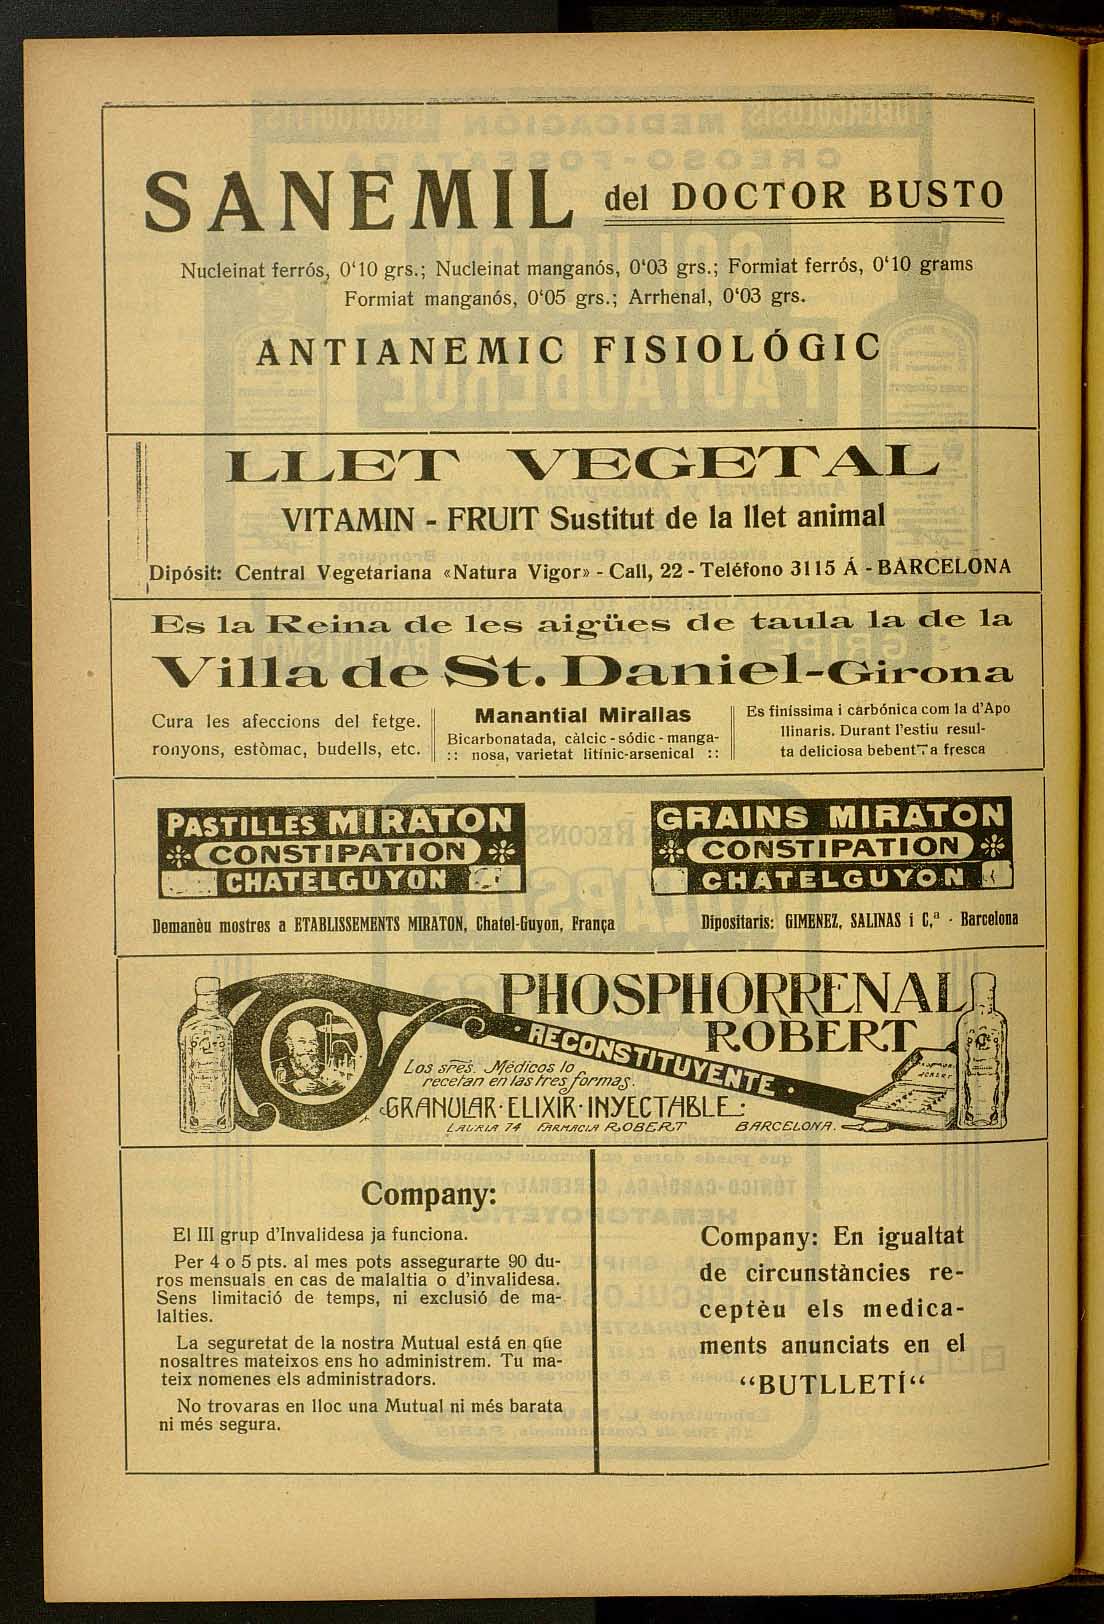 SANEMIL del DOCTOR BUSTO
Nucleinat ferrós, 0‘10 grs.; Nucleinat manganós, 0‘03 grs.; Formiat ferrós, 0‘10 grams
Formiat manganós, 0‘05 grs.; Arrhenal, 0‘03 grs.
ANTIANEMIC FISIOLÓGIC
LLET VEGETAL
VITAMIN - FRUIT Sustitut de la llet animal
Dipósit: Central Vegetariana «Natura Vigor» - Call, 22 - Teléfono 3115 Á - BARCELONA
Es la Reina de les aigües de taula la de la
Villa de St. Daniel-Girona
Cura les afeccions del fetge.
ronyons, estòmac, budells, etc.
Manantial Mirallas
Bicarbonatada, càlcic - sódic - manga-
:: nosa, varietat litínic-arsenical ::
Es finíssima i carbónica com la d’Apo
llinaris. Durant l’estiu resul-
ta deliciosa bebent a fresca
PASTILLES MIRATON
CONSTIPATION
CHATELGUYON
GRAINS MIRATON
CONSTIPATION
CHATELGUYON
Demanèu mostres a ETABLISSEMENTS MIRATON, Chatel-Guyon, França
Dipositaris: GIMENEZ, SALINAS i C,ª - Barcelona
PHOSPHORRENAL
ROBERT
RECONSTITUYENTE
Los sres. Médicos lo
recetan en las tres formas.
GRANULAR · ELIXIR · INYECTABLE :
LAURIA 74 FARMACIA ROBERT BARCELONA.
Company:
El III grup d’Invalidesa ja funciona.
Per 4 o 5 pts. al mes pots assegurarte 90 du-
ros mensuals en cas de malaltia o d’invalidesa.
Sens limitació de temps, ni exclusió de ma-
lalties.
La seguretat de la nostra Mutual está en qüe
nosaltres mateixos ens ho administrem. Tu ma-
teix nomenes els administradors.
No trovaras en lloc una Mutual ni més barata
ni més segura.
Company: En igualtat
de circunstàncies re-
ceptèu els medica-
ments anunciats en el
“BUTLLETÍ“